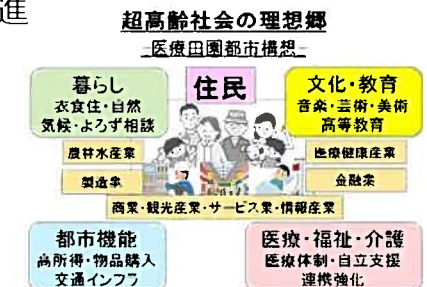 進
超高齢社会の理想郷
-医療田園都市構想-
暮らし
衣食住・自然
気候・よろず相談
住民
文化・教育
音楽・芸術・美術
高等教育
農林水産業
医療健康産業
製造業
金融業
商業・観光産業・サービス業・情報産業
都市機能
高所得・物品購入
交通インフラ
医療・福祉・介護
医療体制・自立支援
連携強化